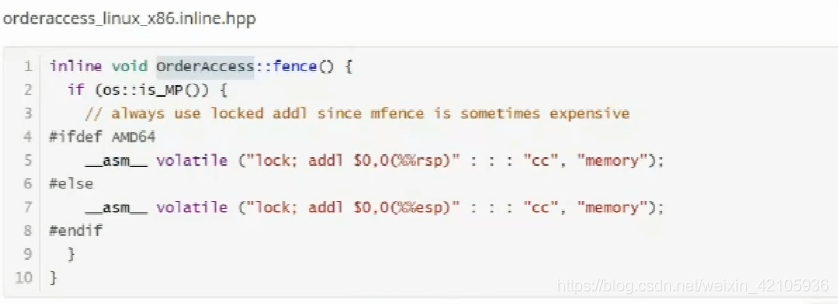 orderaccess_linux_x86.inline.hpp
1 inline void OrderAccess::fence() {
2   if (os::is_MP()) {
3     // always use locked addl since mfence is sometimes expensive
4 #ifdef AMD64
5     __asm__ volatile ("lock; addl $0,0(%%rsp)" : : : "cc", "memory");
6 #else
7     __asm__ volatile ("lock; addl $0,0(%%esp)" : : : "cc", "memory");
8 #endif
9   }
10 }
https://blog.csdn.net/weixin_42105936